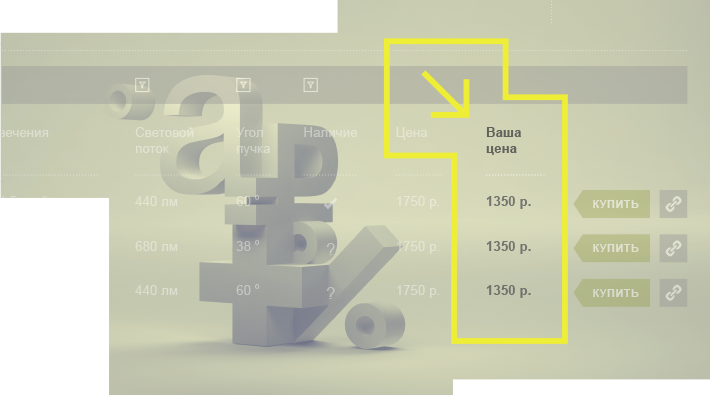 вечения
Световой
поток
Угол
пучка
Наличие
Цена
Ваша
цена
440 лм 60 ° 1750 р. 1350 р. КУПИТЬ
680 лм 38 ° ? 1750 р. 1350 р. КУПИТЬ
440 лм 60 ° ? 1750 р. 1350 р. КУПИТЬ